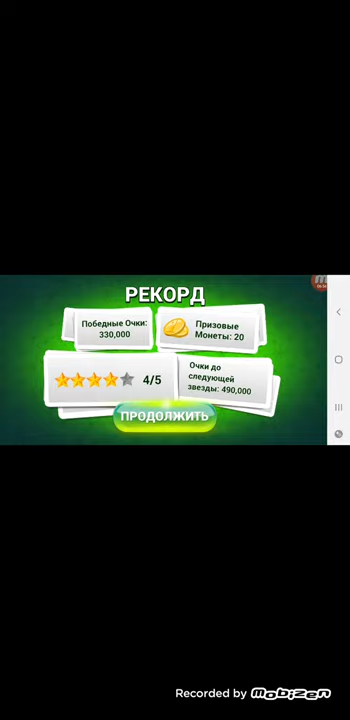 РЕКОРД
Победные Очки:
330,000
Призовые
Монеты: 20
4/5
Очки до
следующей
звезды: 490,000
ПРОДОЛЖИТЬ
Recorded by mobizen